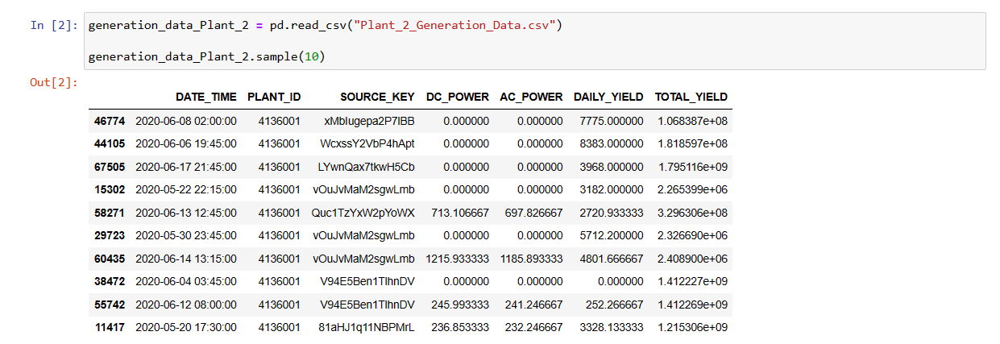 In [2]: generation_data_Plant_2 = pd.read_csv("Plant_2_Generation_Data.csv")
generation_data_Plant_2.sample(10)
Out[2]:
DATE_TIME PLANT_ID SOURCE_KEY DC_POWER AC_POWER DAILY_YIELD TOTAL_YIELD
46774 2020-06-08 02:00:00 4136001 xMbIugepa2P7lBB 0.000000 0.000000 7775.000000 1.068387e+08
44105 2020-06-06 19:45:00 4136001 WcxssY2VbP4hApt 0.000000 0.000000 8383.000000 1.818597e+08
67505 2020-06-17 21:45:00 4136001 LYwnQax7tkwH5Cb 0.000000 0.000000 3968.000000 1.795116e+09
15302 2020-05-22 22:15:00 4136001 vOuJvMaM2sgwLmb 0.000000 0.000000 3182.000000 2.265399e+06
58271 2020-06-13 12:45:00 4136001 Quc1TzYxW2pYoWX 713.106667 697.826667 2720.933333 3.296306e+08
29723 2020-05-30 23:45:00 4136001 vOuJvMaM2sgwLmb 0.000000 0.000000 5712.200000 2.326690e+06
60435 2020-06-14 13:15:00 4136001 vOuJvMaM2sgwLmb 1215.933333 1185.893333 4801.666667 2.408900e+06
38472 2020-06-04 03:45:00 4136001 V94E5Ben1TlhnDV 0.000000 0.000000 0.000000 1.412227e+09
55742 2020-06-12 08:00:00 4136001 V94E5Ben1TlhnDV 245.993333 241.246667 252.266667 1.412269e+09
11417 2020-05-20 17:30:00 4136001 81aHJ1q11NBPMrL 236.853333 232.246667 3328.133333 1.215306e+09